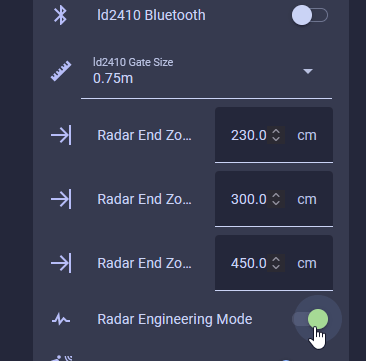 ld2410 Bluetooth
ld2410 Gate Size
0.75m
Radar End Zo... 230.0 cm
Radar End Zo... 300.0 cm
Radar End Zo... 450.0 cm
Radar Engineering Mode